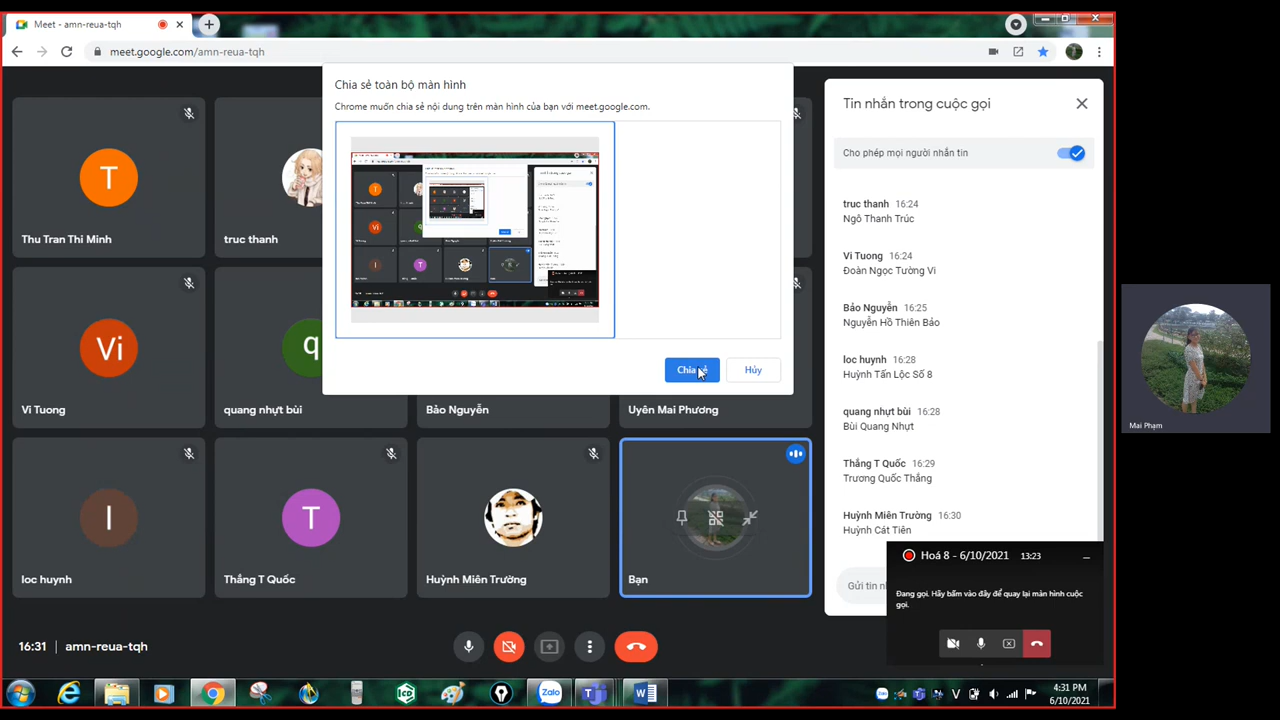 Meet - amn-reua-tqh
meet.google.com/amn-reua-tqh
Chia sẻ toàn bộ màn hình
Chrome muốn chia sẻ nội dung trên màn hình của bạn với meet.google.com.
Hủy
T
Thu Tran Thi Minh
truc thanh
Vi
Vi Tuong
q
quang nhựt bùi
Bảo Nguyễn
Uyên Mai Phương
l
loc huynh
T
Thắng T Quốc
Huỳnh Miên Trường
Bạn
Tin nhắn trong cuộc gọi
Cho phép mọi người nhắn tin
truc thanh 16:24
Ngô Thanh Trúc
Vi Tuong 16:24
Đoàn Ngọc Tường Vi
Bảo Nguyễn 16:25
Nguyễn Hồ Thiên Bảo
loc huynh 16:28
Huỳnh Tấn Lộc Số 8
quang nhựt bùi 16:28
Bùi Quang Nhựt
Thắng T Quốc 16:29
Trương Quốc Thắng
Huỳnh Miên Trường 16:30
Huỳnh Cát Tiên
Gửi tin
Hoá 8 - 6/10/2021 13:23
Đang gọi. Hãy bấm vào đây để quay lại màn hình cuộc
gọi.
Mai Phạm
16:31 | amn-reua-tqh
ICP
Zalo
V
4:31 PM
6/10/2021